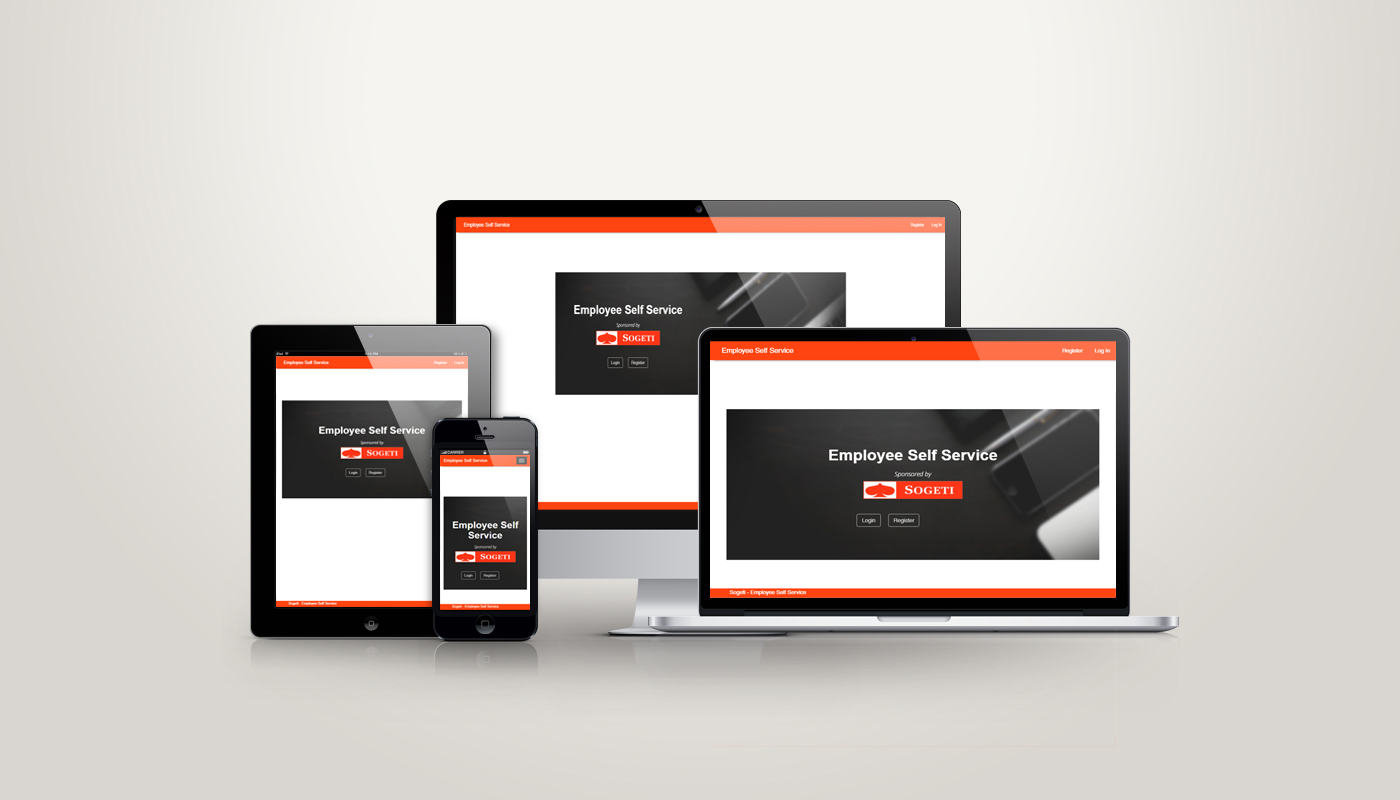 Employee Self Service
Register Log In
Employee Self Service
Sponsored by
SOGETI
Login Register
iPad
Employee Self Service
Register Log In
Employee Self Service
Sponsored by
SOGETI
Login Register
Sogeti - Employee Self Service
CARRIER
Employee Self Service
Employee Self
Service
Sponsored by
SOGETI
Login Register
Sogeti - Employee Self Service
Employee Self Service
Register Log In
Employee Self Service
Sponsored by
SOGETI
Login Register
Sogeti - Employee Self Service